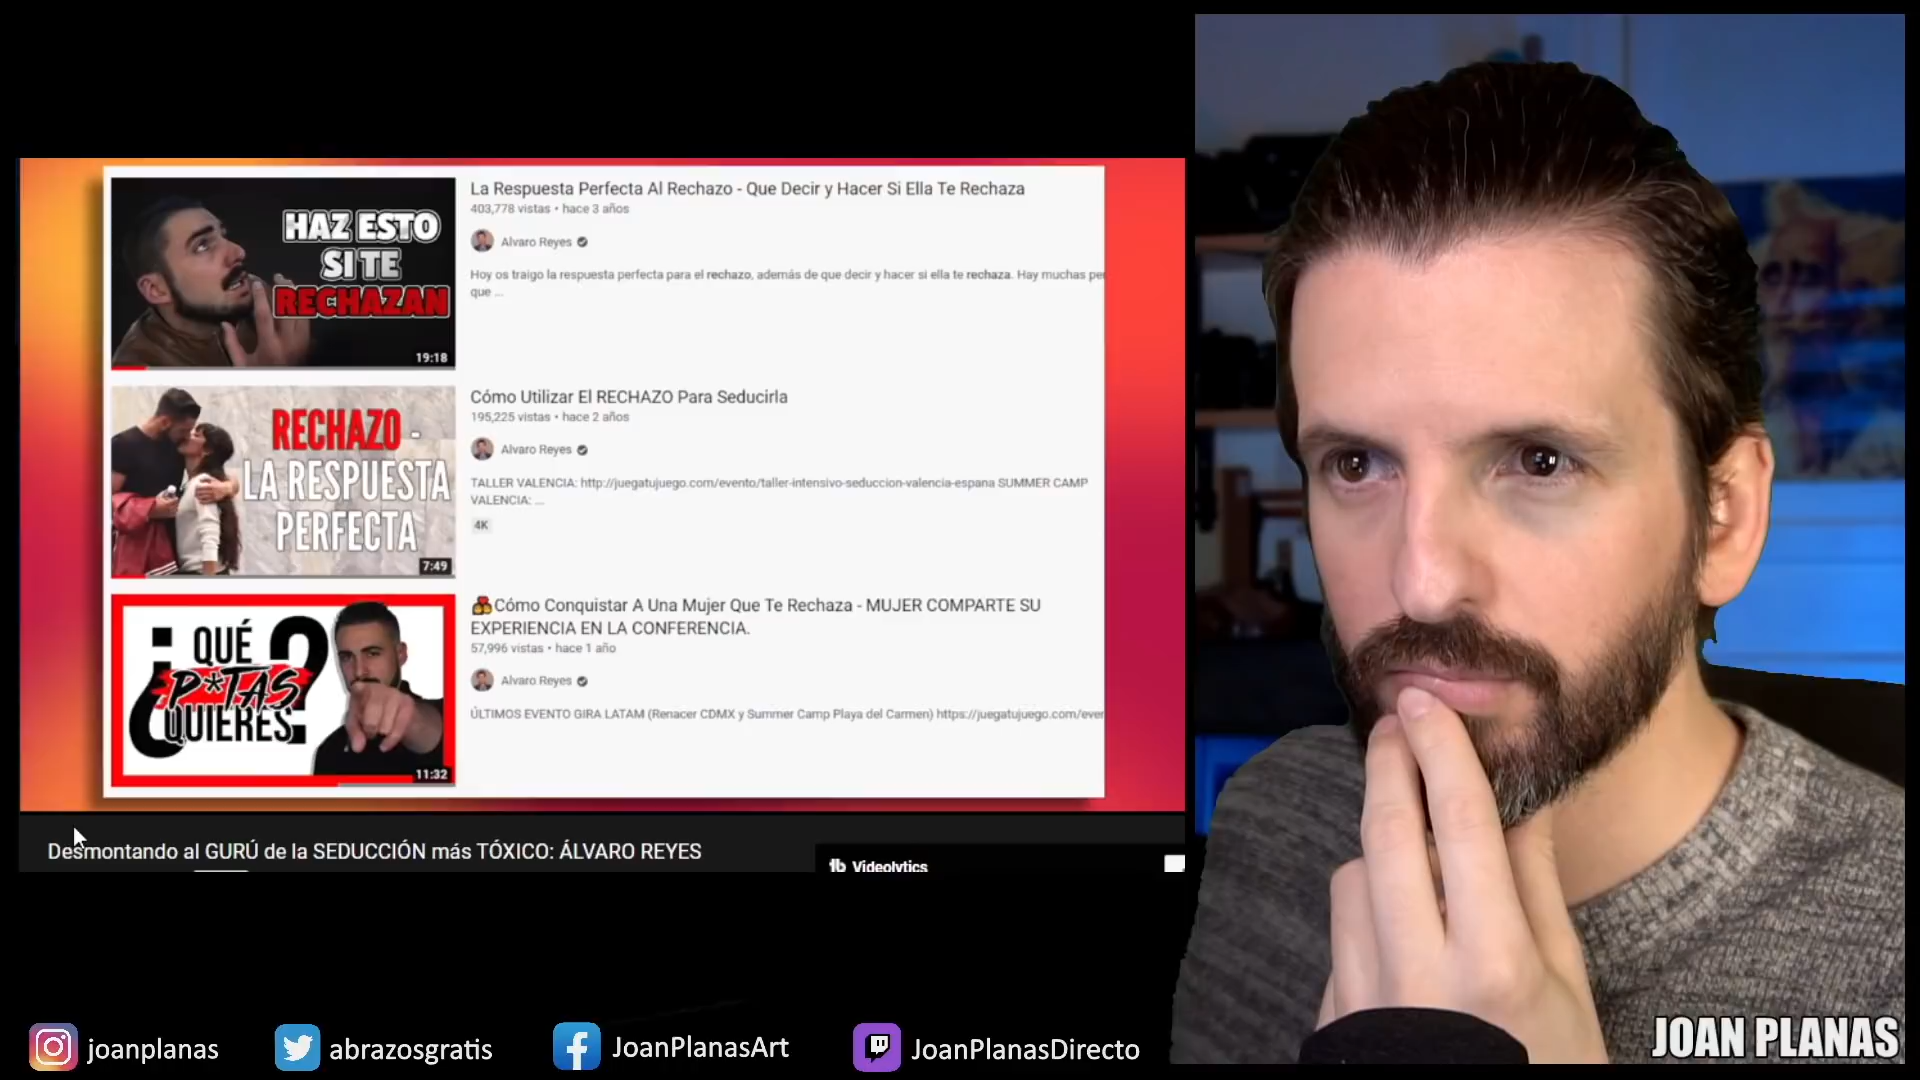 HAZ ESTO
SI TE
RECHAZAN
19:18
La Respuesta Perfecta Al Rechazo - Que Decir y Hacer Si Ella Te Rechaza
403,778 vistas • hace 3 años
Alvaro Reyes
Hoy os traigo la respuesta perfecta para el rechazo, además de que decir y hacer si ella te rechaza. Hay muchas per
que ...
RECHAZO -
LA RESPUESTA
PERFECTA
7:49
Cómo Utilizar El RECHAZO Para Seducirla
195,225 vistas • hace 2 años
Alvaro Reyes
TALLER VALENCIA: http://juegatujuego.com/evento/taller-intensivo-seduccion-valencia-espana SUMMER CAMP
VALENCIA: ...
4K
¿QUÉ
P*TAS
QUIERES?
11:32
Cómo Conquistar A Una Mujer Que Te Rechaza - MUJER COMPARTE SU
EXPERIENCIA EN LA CONFERENCIA.
57,996 vistas • hace 1 año
Alvaro Reyes
ÚLTIMOS EVENTO GIRA LATAM (Renacer CDMX y Summer Camp Playa del Carmen) https://juegatujuego.com/ever
Desmontando al GURÚ de la SEDUCCIÓN más TÓXICO: ÁLVARO REYES
Videolytics
joanplanas
abrazosgratis
JoanPlanasArt
JoanPlanasDirecto
JOAN PLANAS